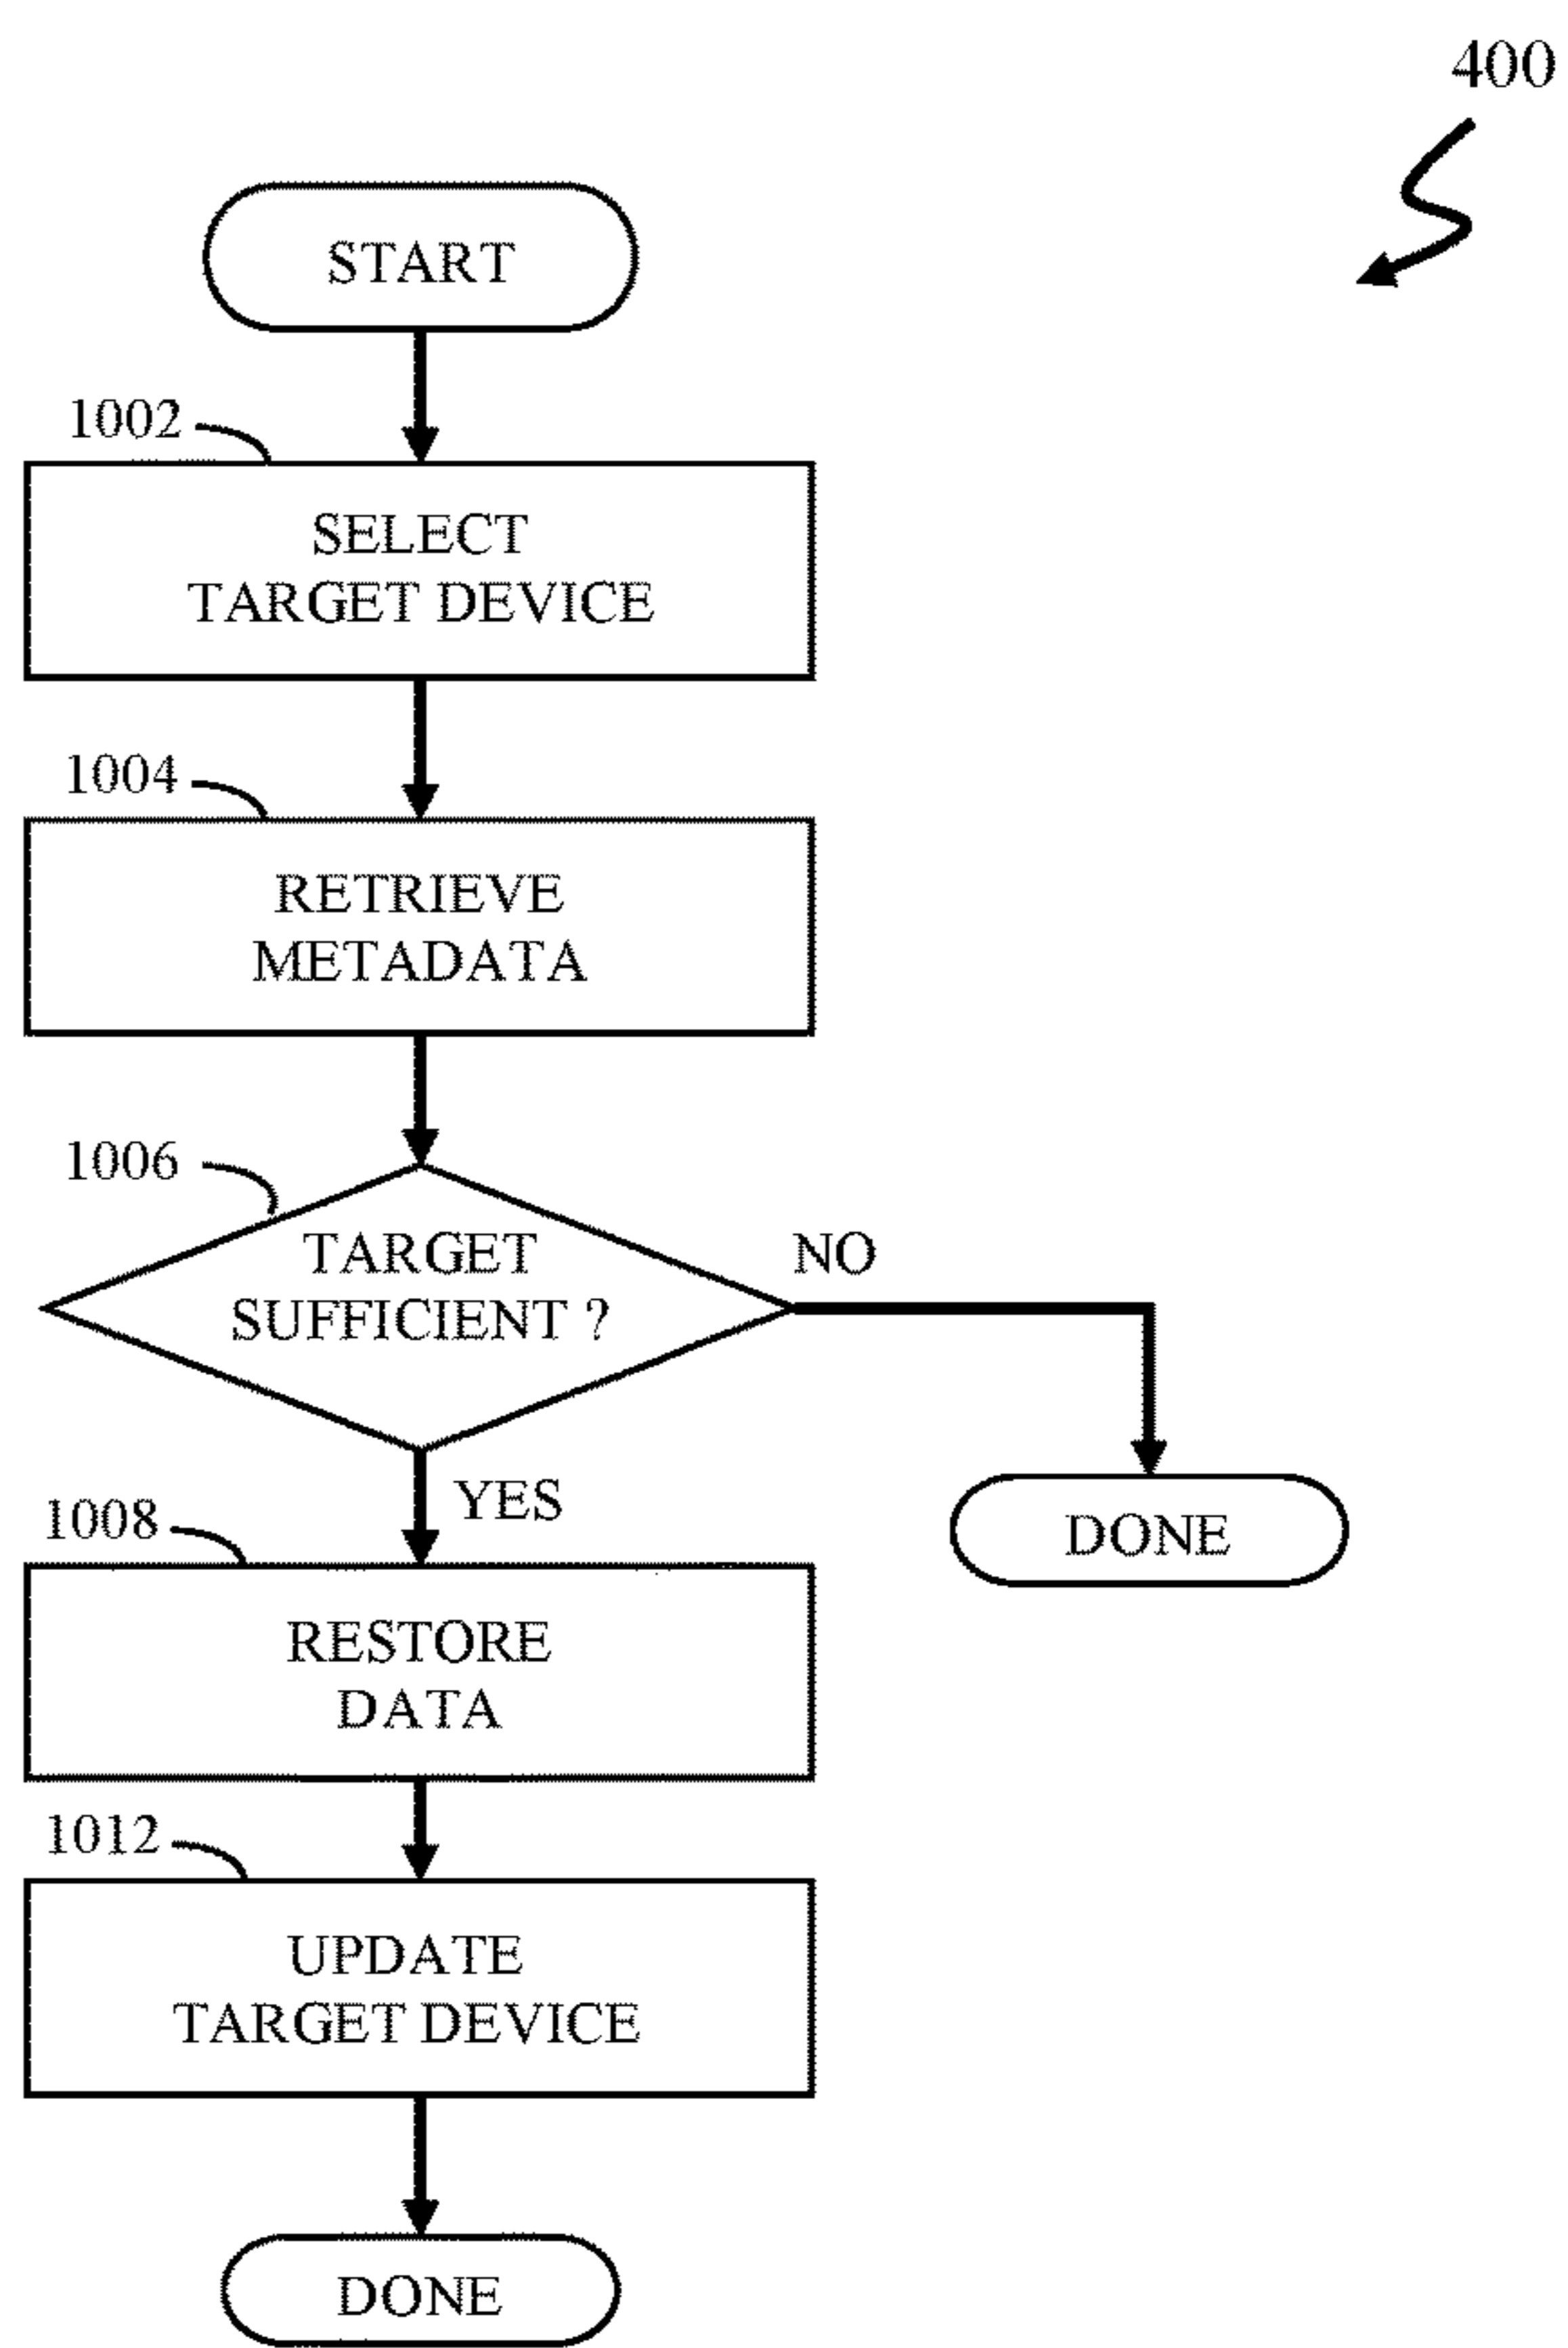 400
START
1002
SELECT
TARGET DEVICE
1004
RETRIEVE
METADATA
1006
TARGET
SUFFICIENT ?
NO
YES
1008
DONE
RESTORE
DATA
1012
UPDATE
TARGET DEVICE
DONE